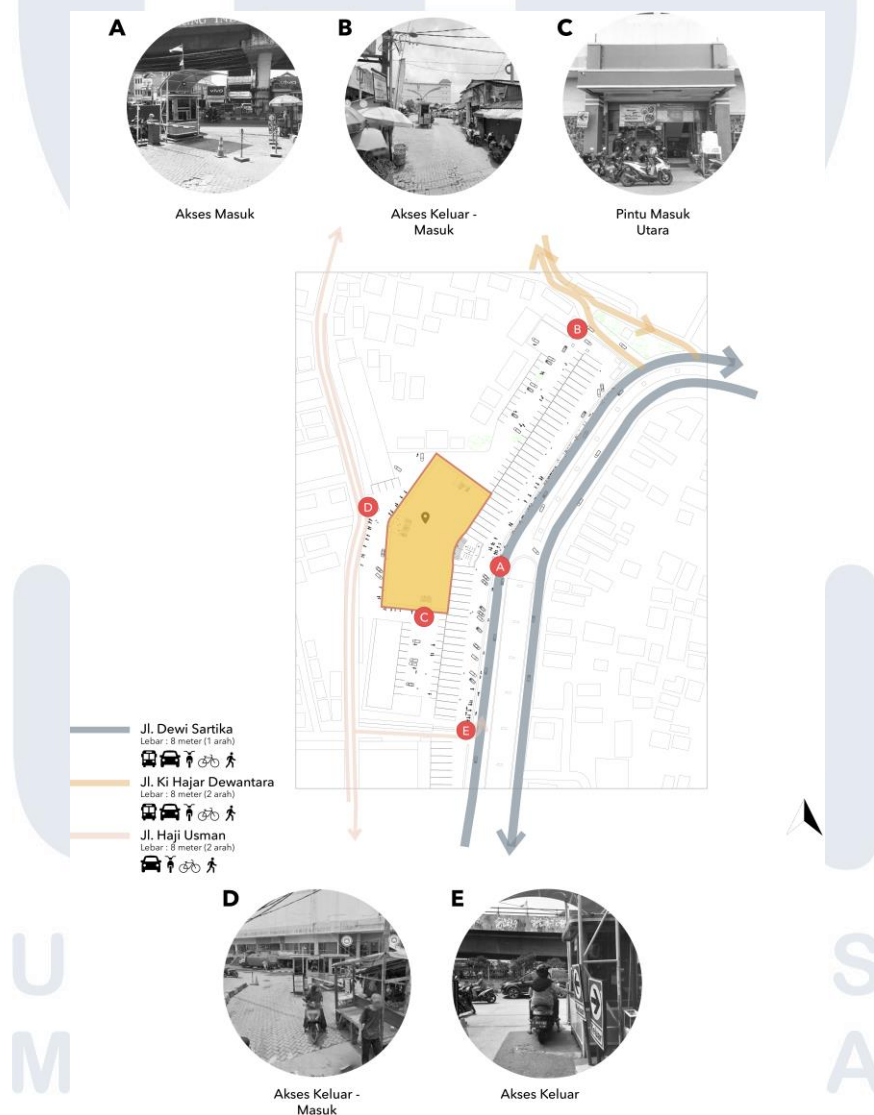 A
B
C
VIVO
Akses Masuk
Akses Keluar -
Masuk
Pintu Masuk
Utara
B
D
A
C
E
Jl. Dewi Sartika
Lebar : 8 meter (1 arah)
Jl. Ki Hajar Dewantara
Lebar : 8 meter (2 arah)
Jl. Haji Usman
Lebar : 8 meter (2 arah)
D
E
Akses Keluar -
Masuk
Akses Keluar
U
S
M
A